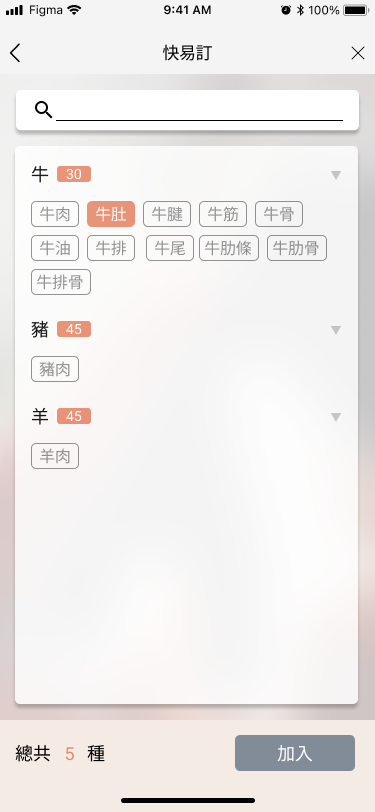 Figma 9:41 AM 100%
快易訂
牛 30
牛肉 牛肚 牛腱 牛筋 牛骨
牛油 牛排 牛尾 牛肋條 牛肋骨
牛排骨
豬 45
豬肉
羊 45
羊肉
總共 5 種 加入